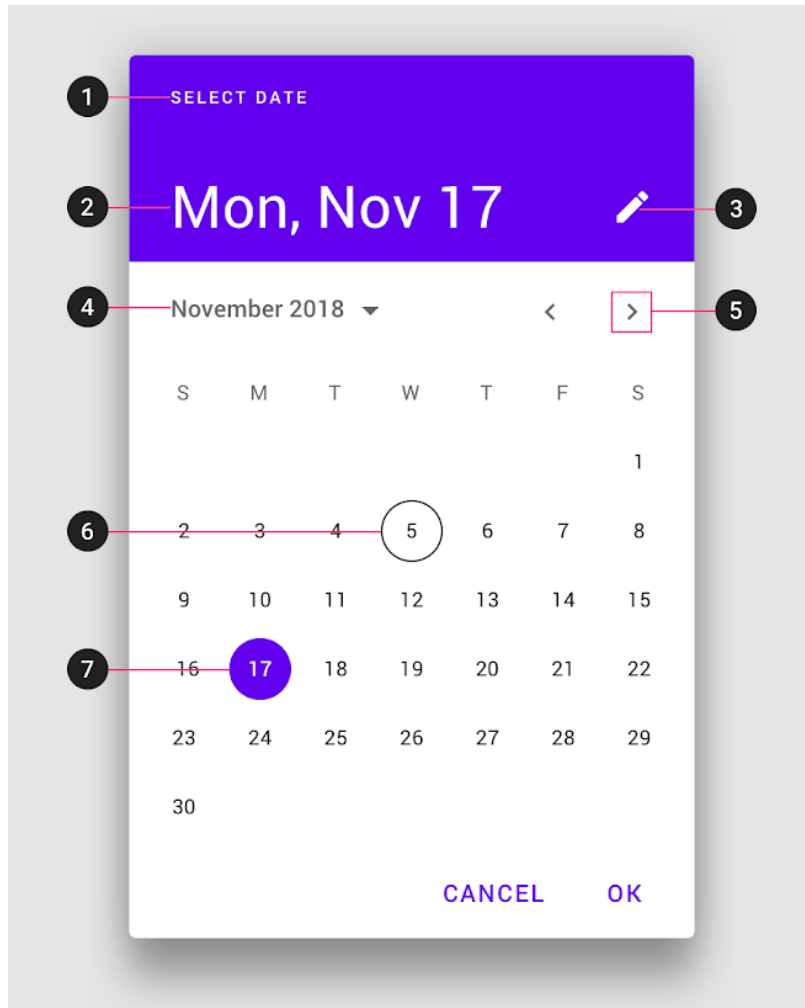 1 SELECT DATE
2 Mon, Nov 17 3
4 November 2018 5
S M T W T F S
1
6 2 3 4 5 6 7 8
9 10 11 12 13 14 15
7 16 17 18 19 20 21 22
23 24 25 26 27 28 29
30
CANCEL OK